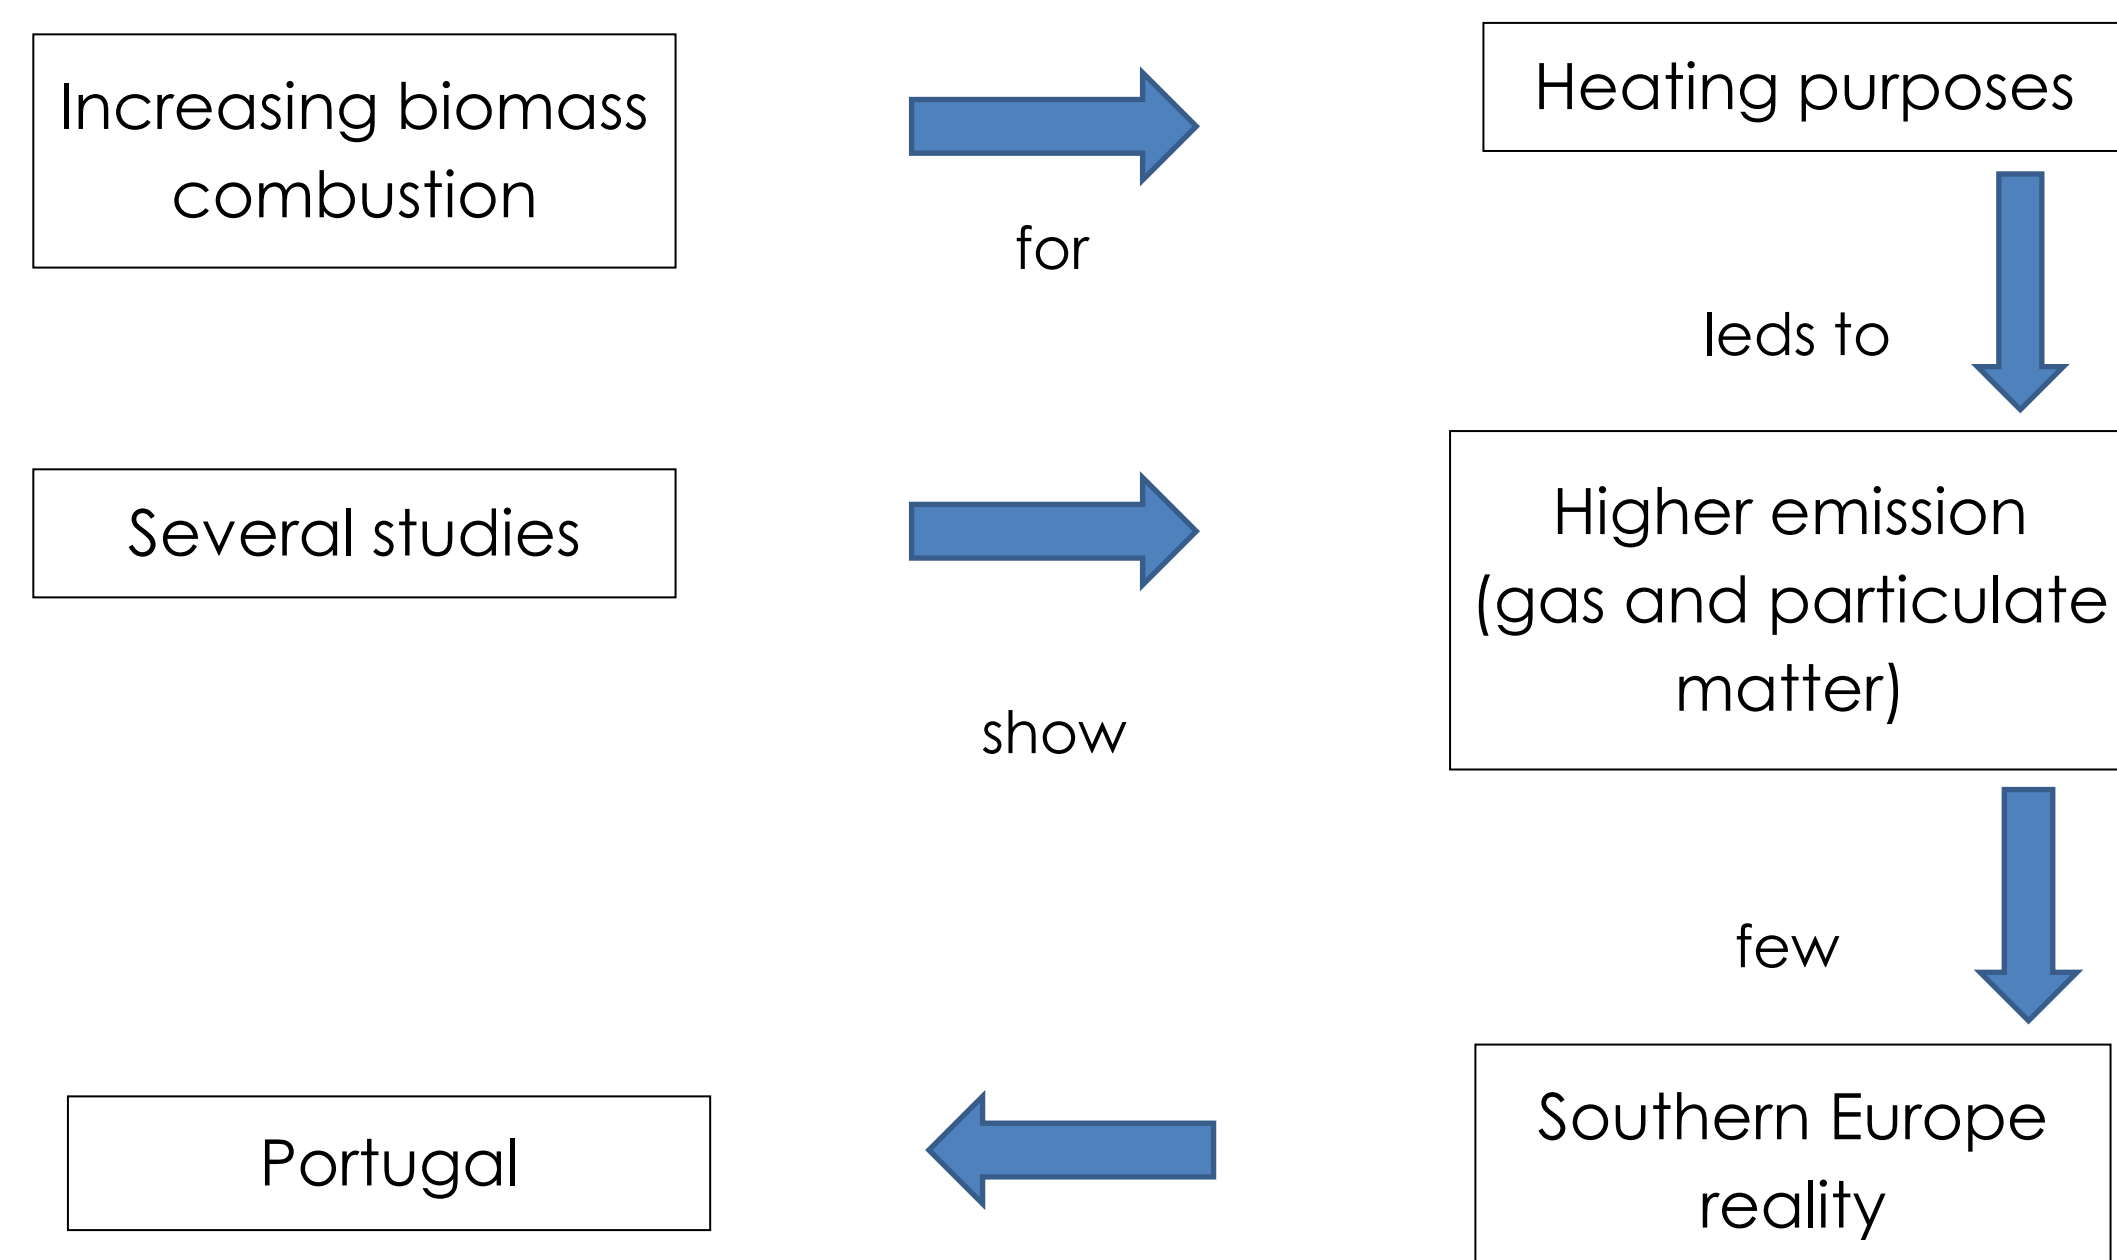 Increasing biomass
combustion
for
Heating purposes
leds to
Several studies
show
Higher emission
(gas and particulate
matter)
few
Southern Europe
reality
Portugal